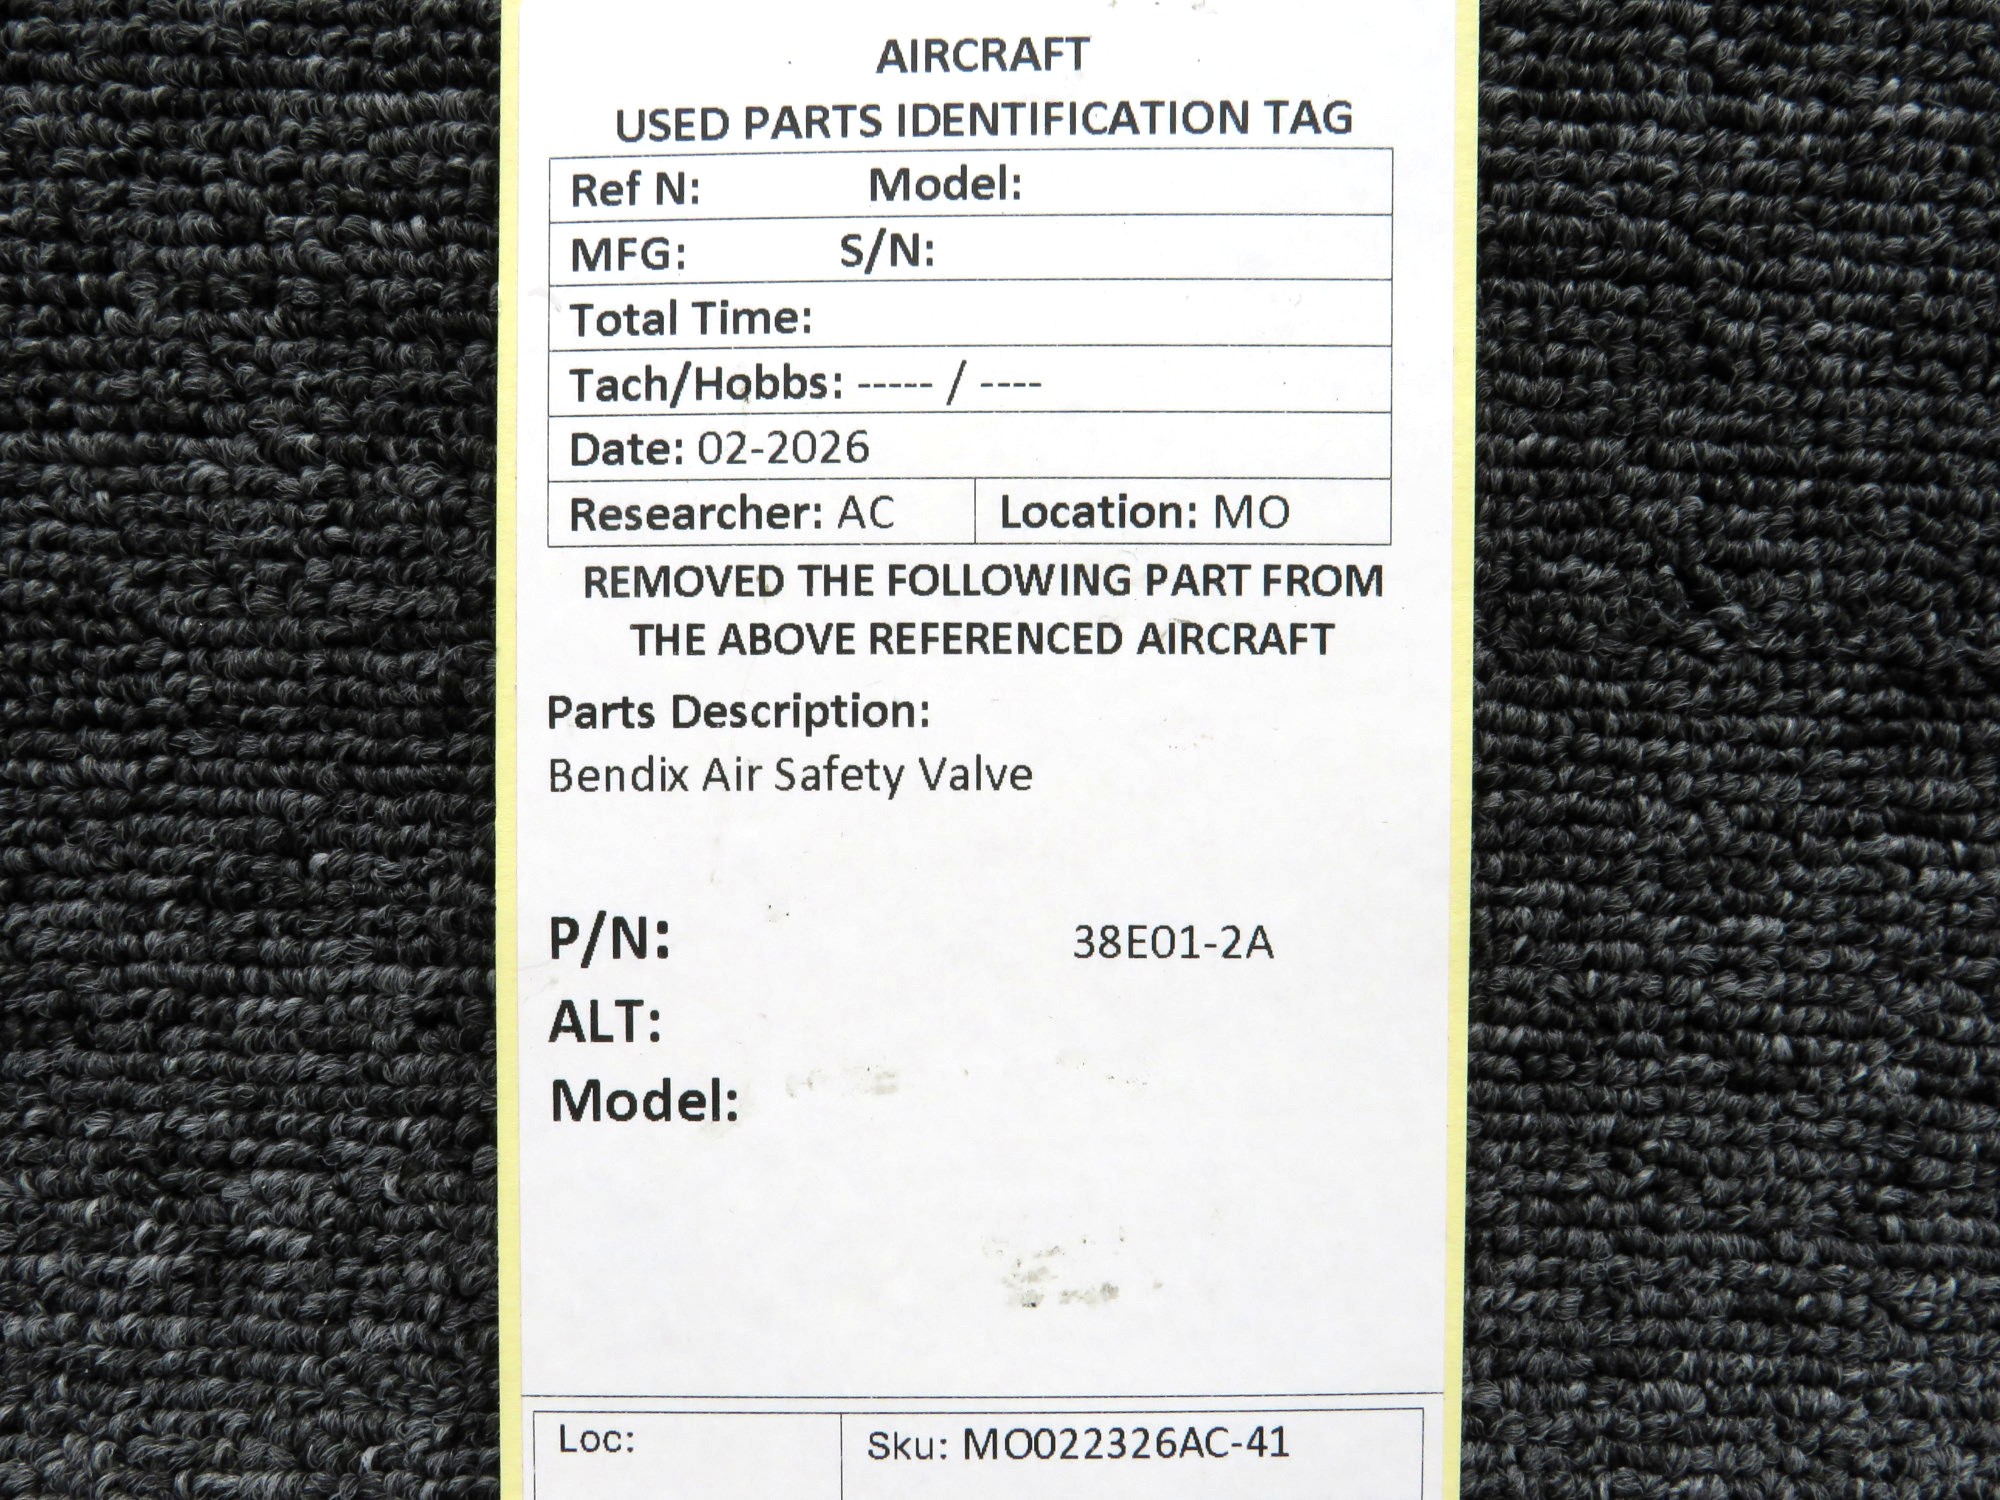 AIRCRAFT
USED PARTS IDENTIFICATION TAG
Ref N: Model:
MFG: S/N:
Total Time:
Tach/Hobbs: ----- / ----
Date: 02-2026
Researcher: AC Location: MO
REMOVED THE FOLLOWING PART FROM
THE ABOVE REFERENCED AIRCRAFT
Parts Description:
Bendix Air Safety Valve
P/N: 38E01-2A
ALT:
Model:
Loc: Sku: MO022326AC-41